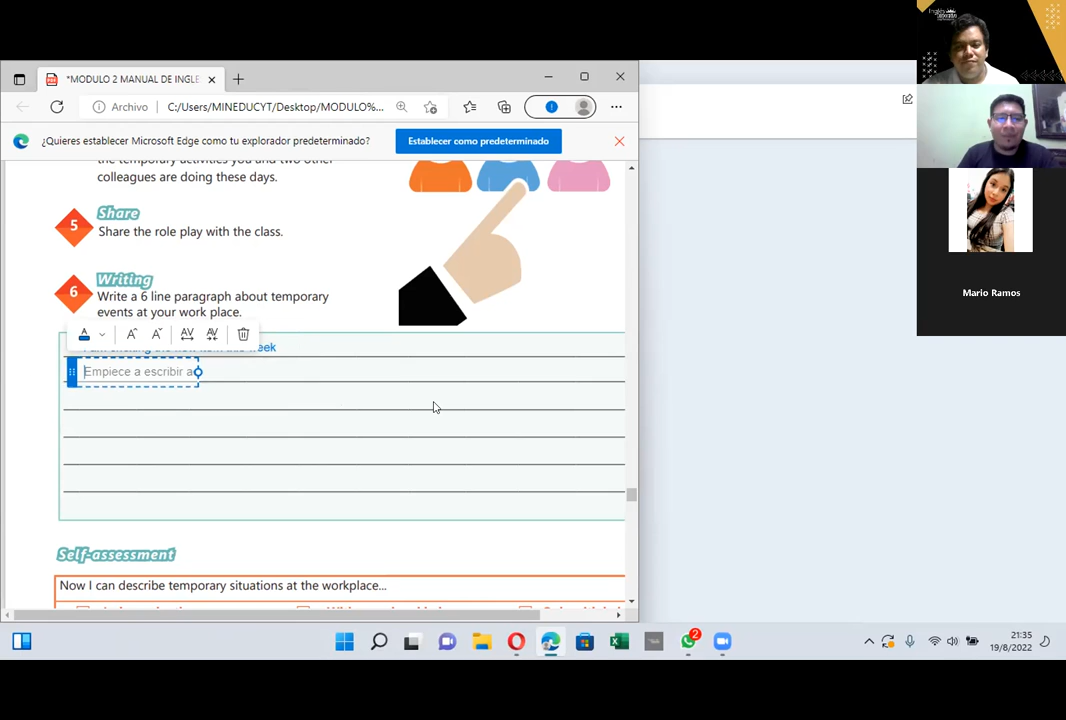 *MODULO 2 MANUAL DE INGLE
Archivo
C:/Users/MINEDUCYT/Desktop/MODULO%...
¿Quieres establecer Microsoft Edge como tu explorador predeterminado?
Establecer como predeterminado
the temporary activities you and two other
colleagues are doing these days.
5
Share
Share the role play with the class.
6
Writing
Write a 6 line paragraph about temporary
events at your work place.
this week
Empiece a escribir a
Self-assessment
Now I can describe temporary situations at the workplace...
Mario Ramos
2
21:35
19/8/2022